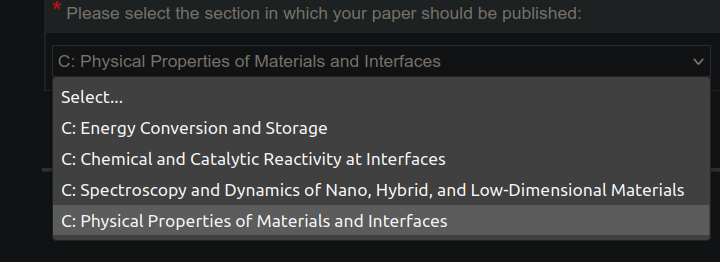 * Please select the section in which your paper should be published:
C: Physical Properties of Materials and Interfaces
Select...
C: Energy Conversion and Storage
C: Chemical and Catalytic Reactivity at Interfaces
C: Spectroscopy and Dynamics of Nano, Hybrid, and Low-Dimensional Materials
C: Physical Properties of Materials and Interfaces